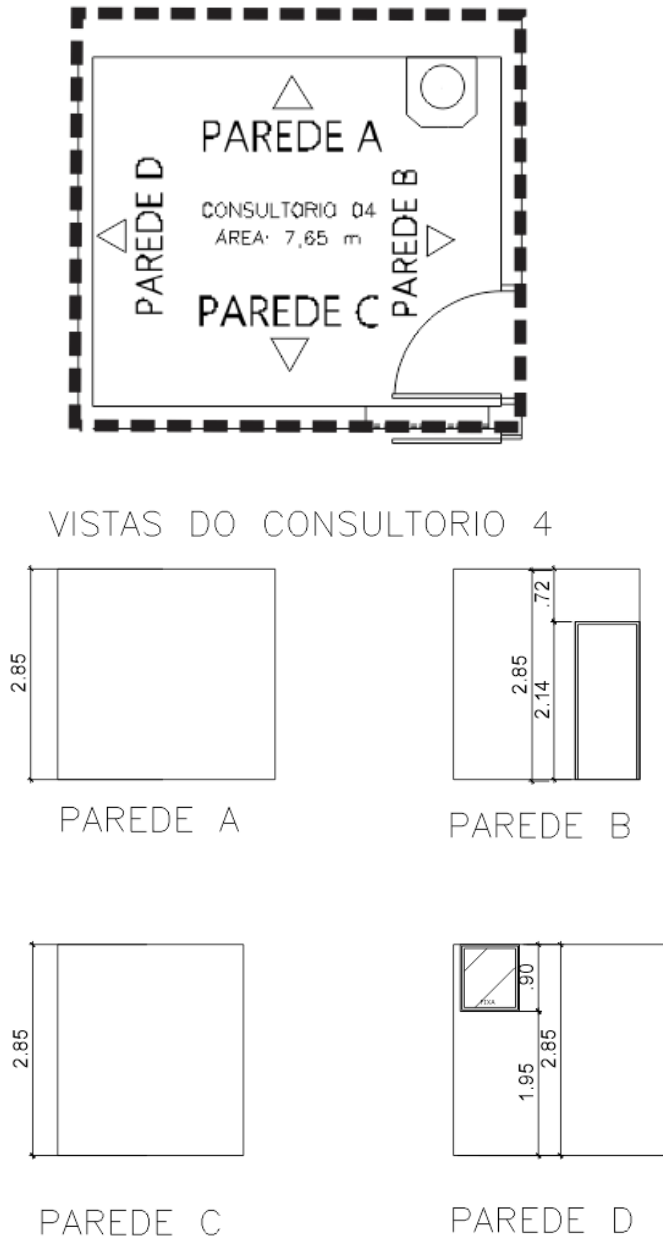 PAREDE A
PAREDE D
CONSULTORIO 04
ÁREA: 7,65 m
PAREDE B
PAREDE C
VISTAS DO CONSULTORIO 4
2.85
.72
2.85
2.14
PAREDE A
PAREDE B
2.85
FIXA
.90
1.95
2.85
PAREDE C
PAREDE D